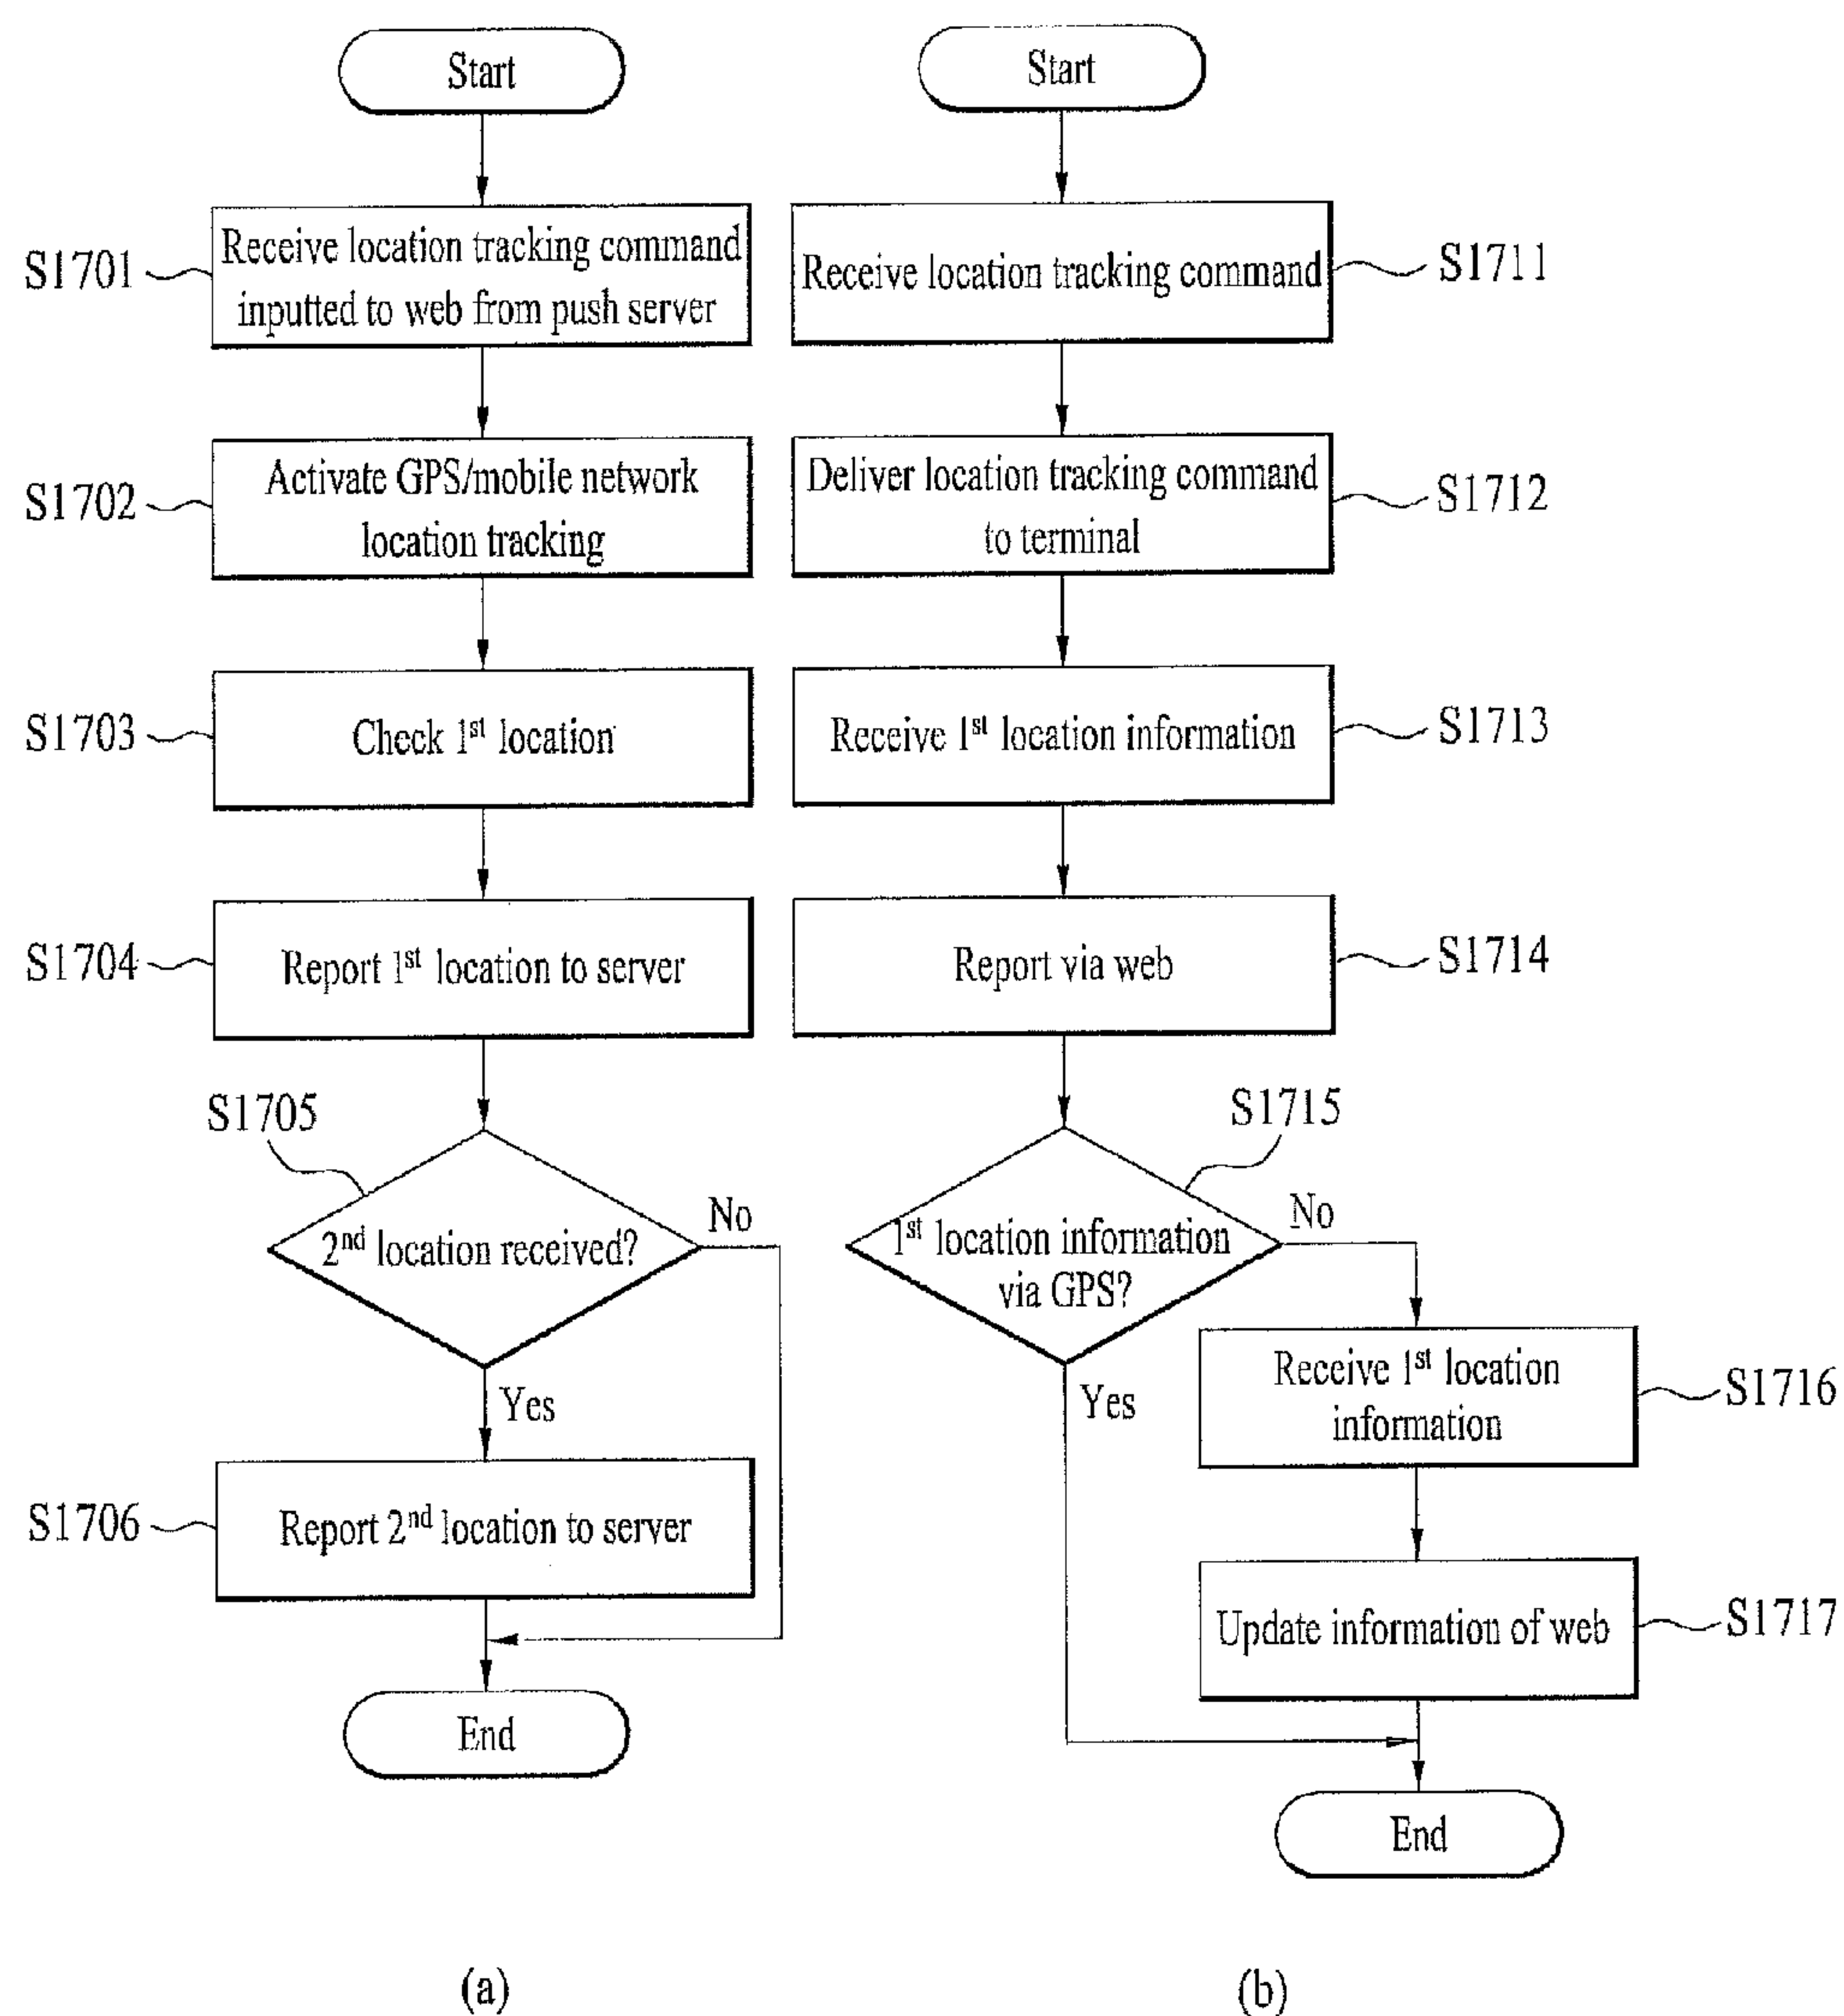 Start
S1701
Receive location tracking command
inputted to web from push server
S1702
Activate GPS/mobile network
location tracking
S1703
Check 1st location
S1704
Report 1st location to server
S1705
2nd location received?
No
Yes
S1706
Report 2nd location to server
End
(a)
Start
Receive location tracking command
S1711
Deliver location tracking command
to terminal
S1712
Receive 1st location information
S1713
Report via web
S1714
S1715
1st location information
via GPS?
No
Yes
Receive 1st location
information
S1716
Update information of web
S1717
End
(b)